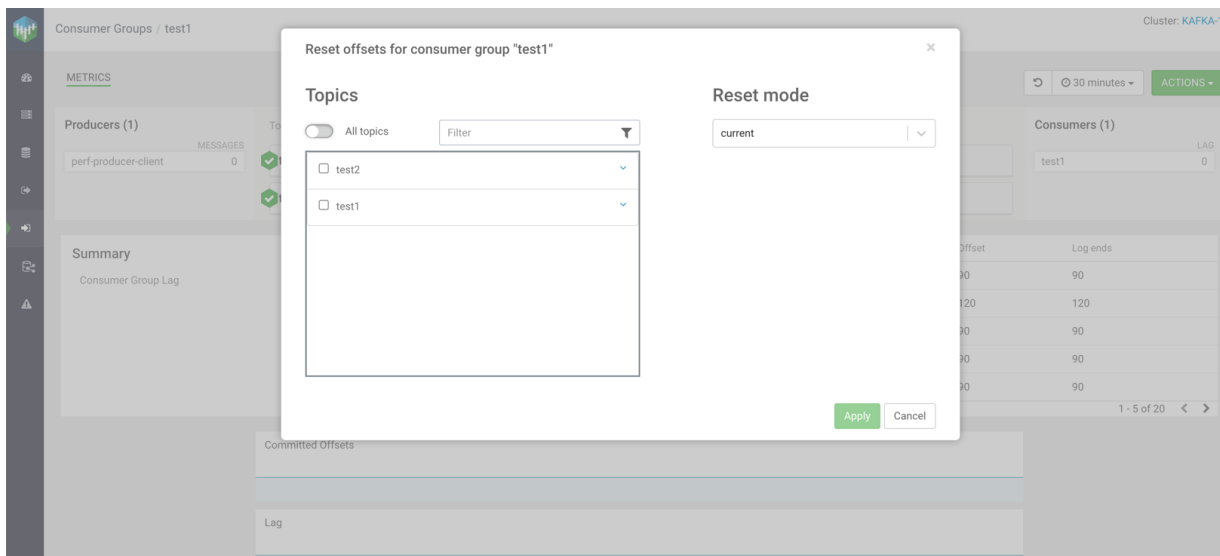 Consumer Groups / test1
Cluster: KAFKA-
Reset offsets for consumer group "test1"
×
METRICS
30 minutes
ACTIONS
Topics
Reset mode
Producers (1)
MESSAGES
perf-producer-client 0
To
All topics
Filter
current
Consumers (1)
LAG
test1 0
test2
test1
Summary
Consumer Group Lag
Offset Log ends
90 90
120 120
90 90
90 90
90 90
1 - 5 of 20
Apply Cancel
Committed Offsets
Lag